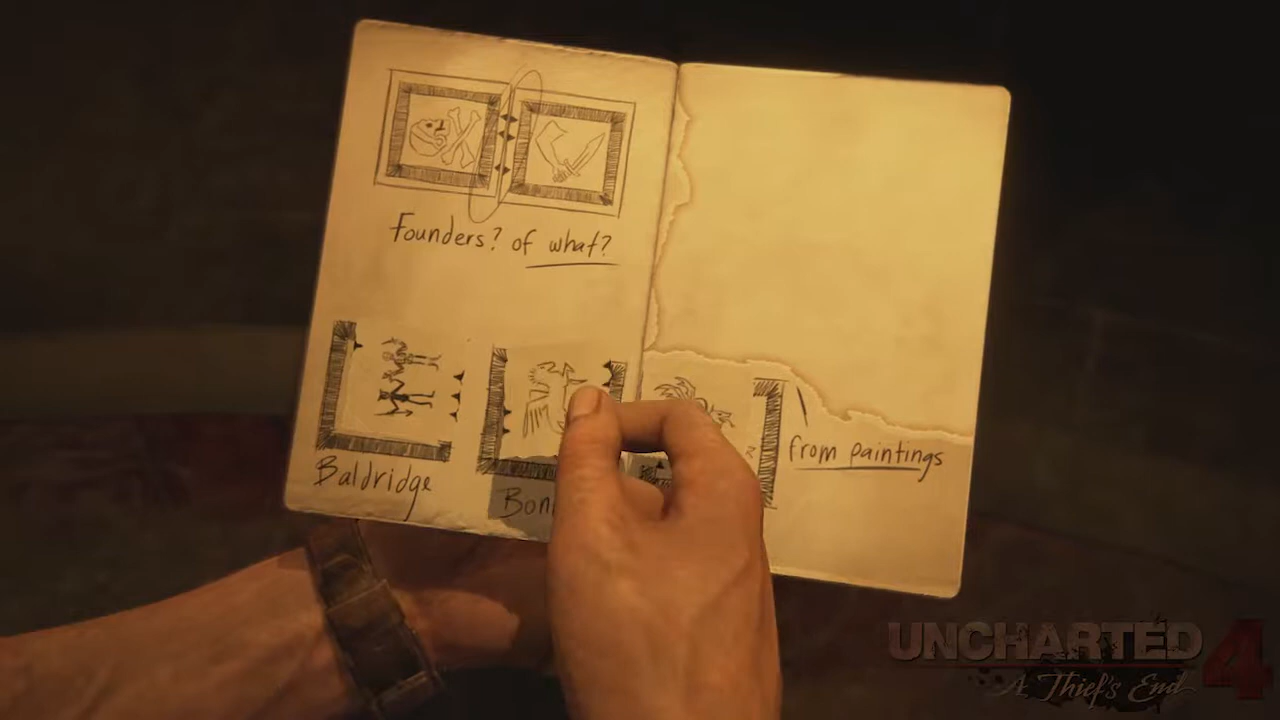 Founders? of what?
Baldridge
from paintings
UNCHARTED 4
A Thief's End